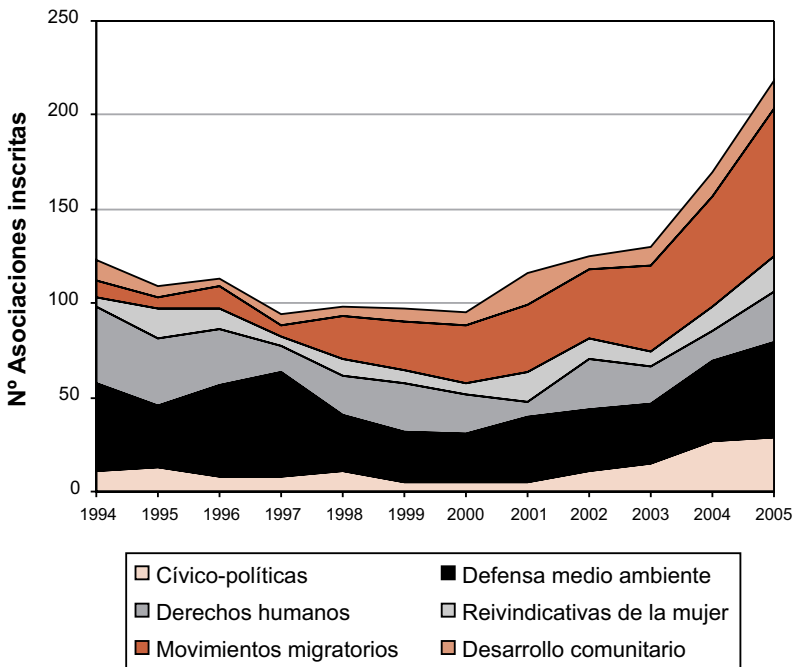 250
200
150
100
50
0
Nº Asociaciones inscritas
1994 1995 1996 1997 1998 1999 2000 2001 2002 2003 2004 2005
Cívico-políticas Defensa medio ambiente
Derechos humanos Reivindicativas de la mujer
Movimientos migratorios Desarrollo comunitario